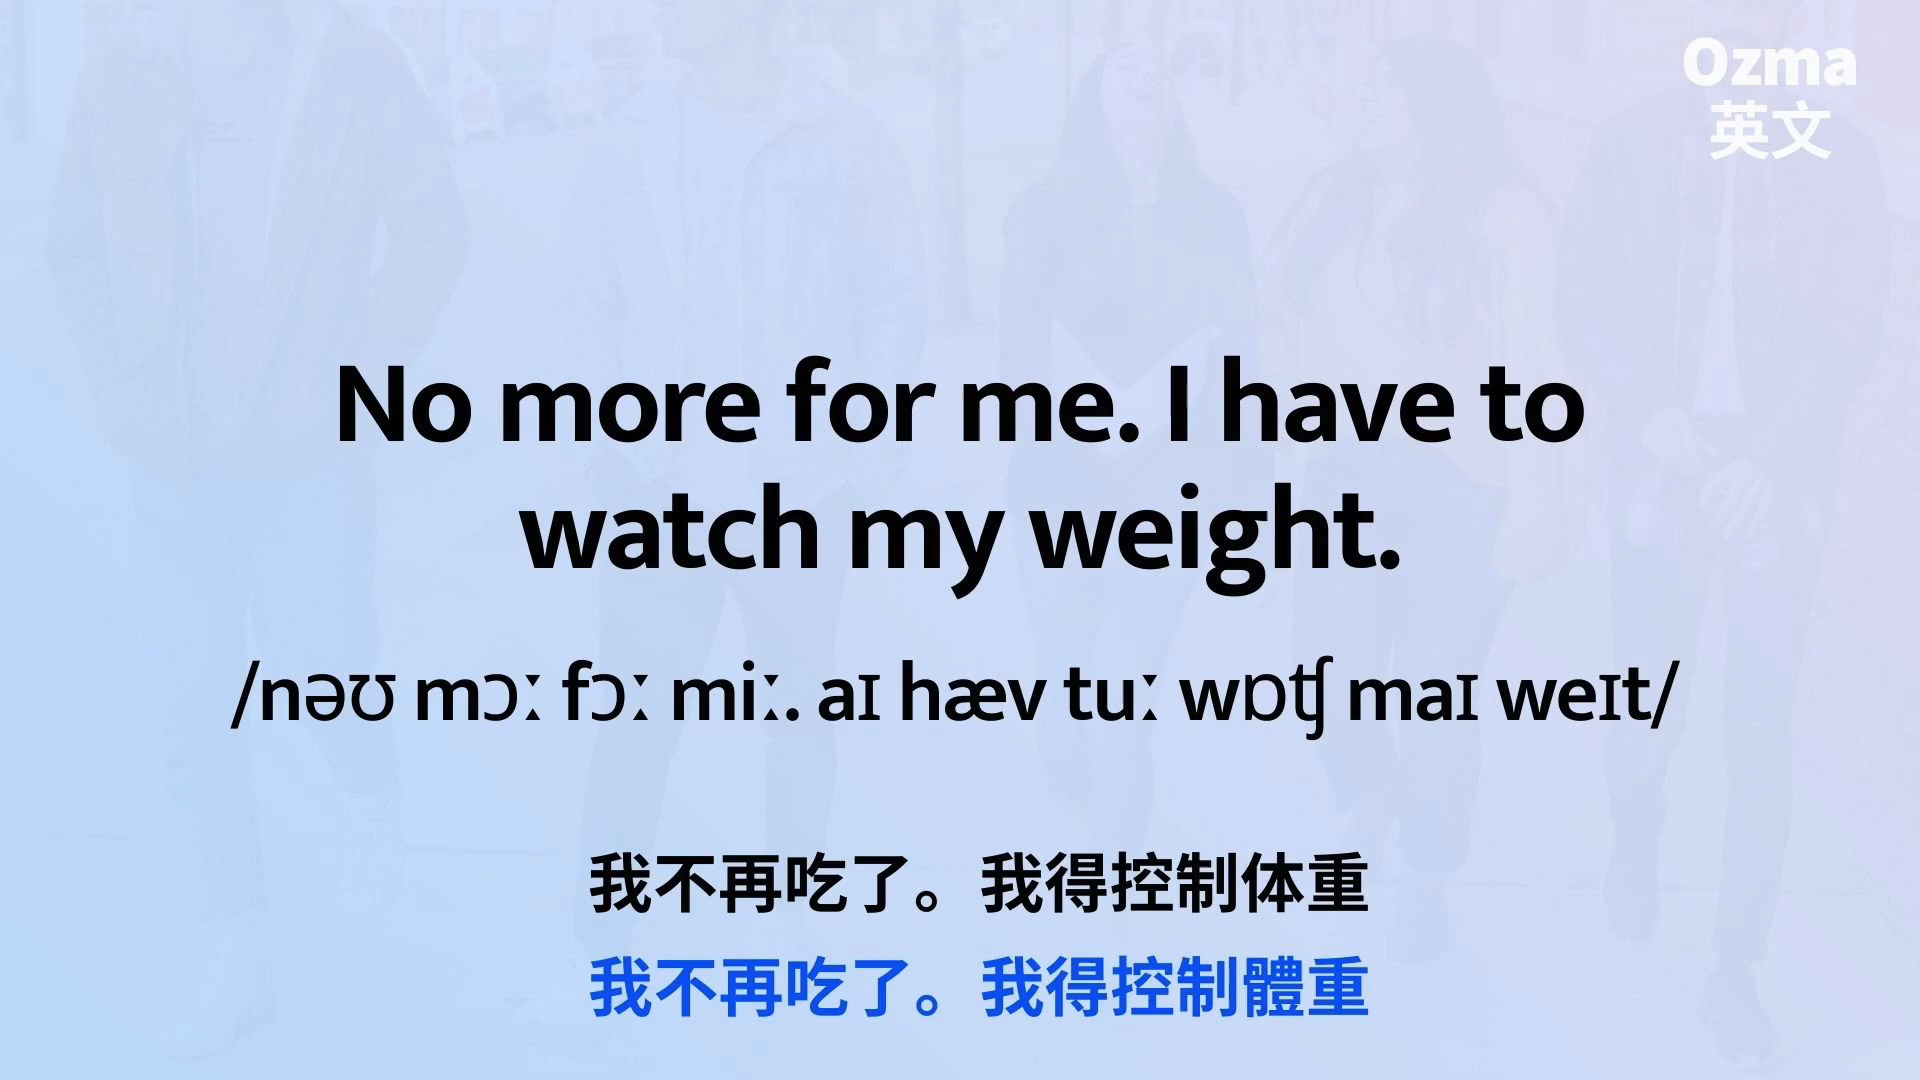 Ozma
英文
No more for me. I have to
watch my weight.
/nəʊ mɔː fɔː miː. aɪ hæv tuː wɒʧ maɪ weɪt/
我不再吃了。我得控制体重
我不再吃了。我得控制體重